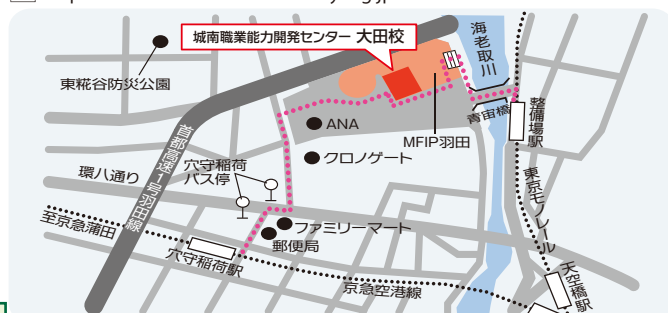 城南職業能力開発センター 大田校
海老取川
東糀谷防災公園
ANA
MFIP羽田
青宙橋
整備場駅
クロノゲート
首都高速1号羽田線
環八通り
穴守稲荷
バス停
東京モノレール
ファミリーマート
郵便局
至京急蒲田
穴守稲荷駅
京急空港線
天空橋駅